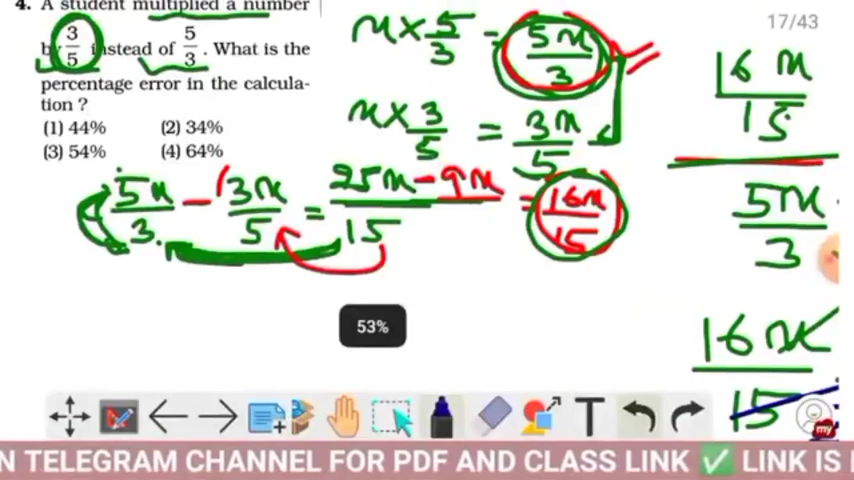 4. A student multiplied a number
by 3/5 instead of 5/3. What is the
percentage error in the calcula-
tion ?
(1) 44% (2) 34%
(3) 54% (4) 64%
x × 5/3 = 5x/3
x × 3/5 = 3x/5
5x/3 - 3x/5 = 25x - 9x/15 = 16x/15
17/43
16x/15
5x/3
16x/15
53%
T
my
N TELEGRAM CHANNEL FOR PDF AND CLASS LINK ✅ LINK IS